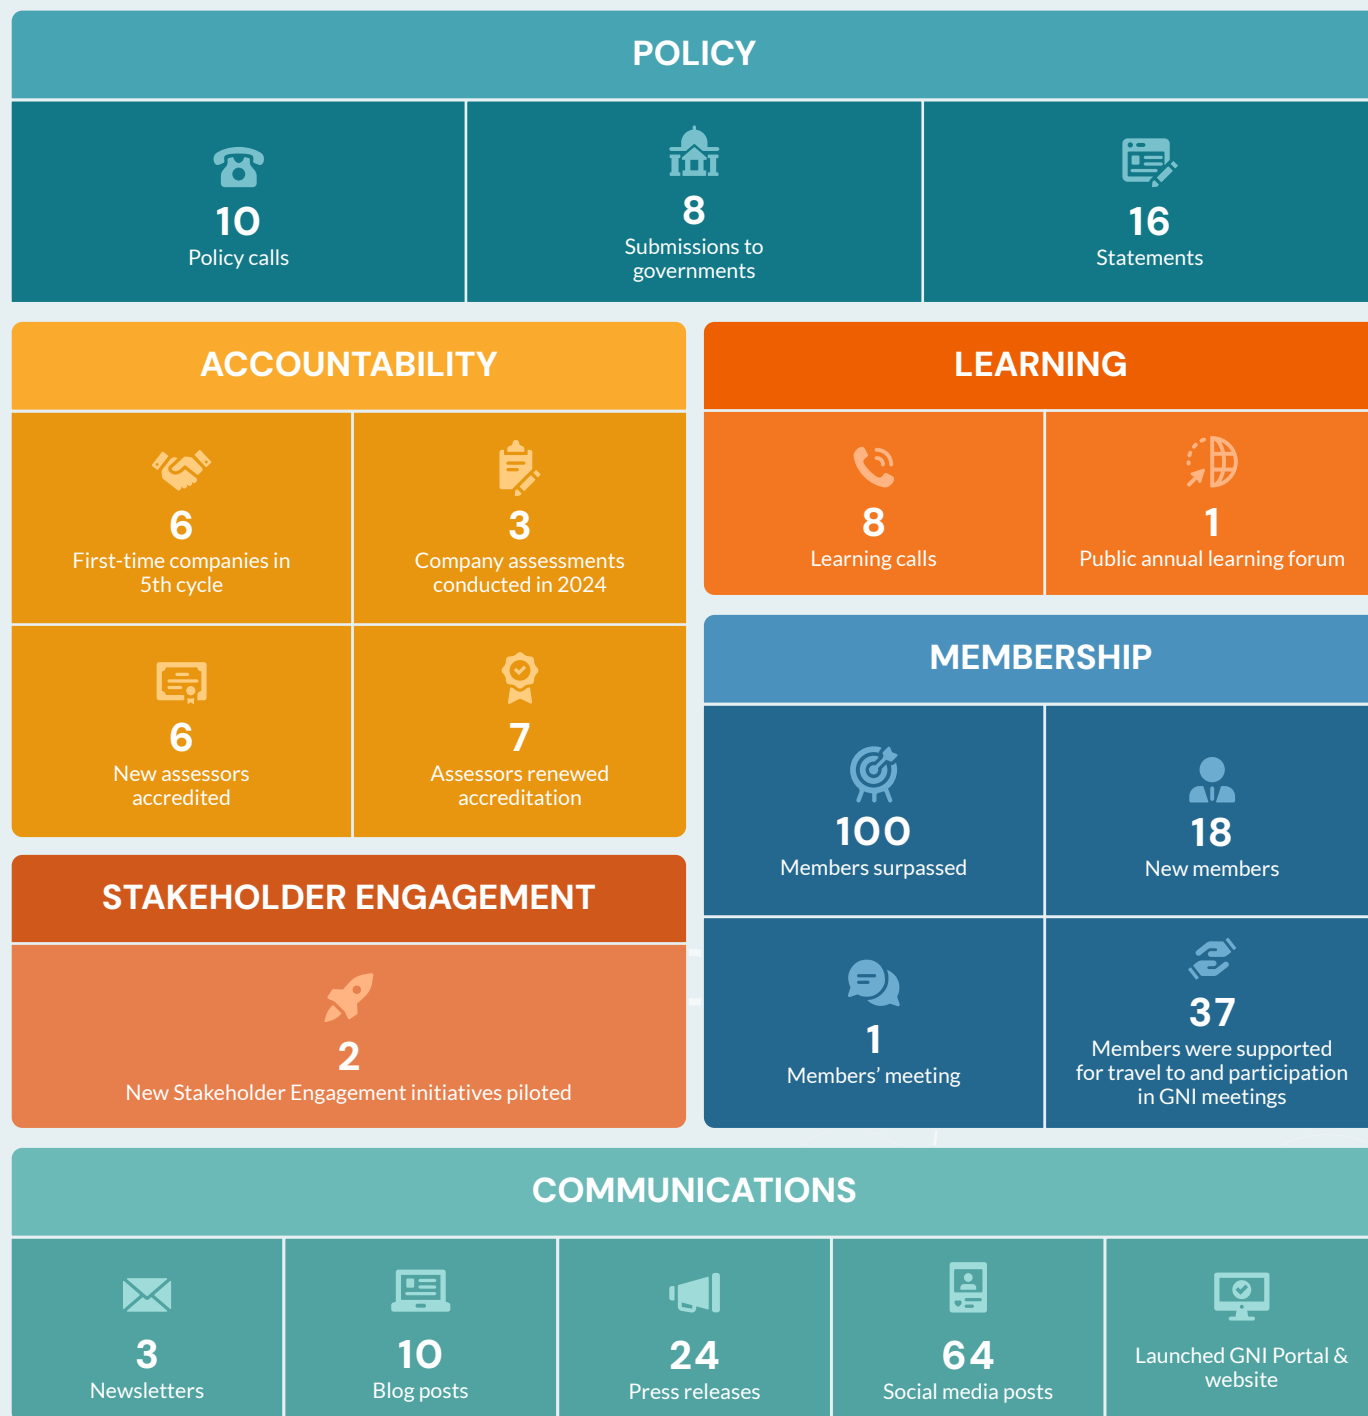 POLICY
10
Policy calls
8
Submissions to
governments
16
Statements
ACCOUNTABILITY
6
First-time companies in
5th cycle
3
Company assessments
conducted in 2024
6
New assessors
accredited
7
Assessors renewed
accreditation
LEARNING
8
Learning calls
1
Public annual learning forum
MEMBERSHIP
100
Members surpassed
18
New members
1
Members’ meeting
37
Members were supported
for travel to and participation
in GNI meetings
STAKEHOLDER ENGAGEMENT
2
New Stakeholder Engagement initiatives piloted
COMMUNICATIONS
3
Newsletters
10
Blog posts
24
Press releases
64
Social media posts
Launched GNI Portal &
website